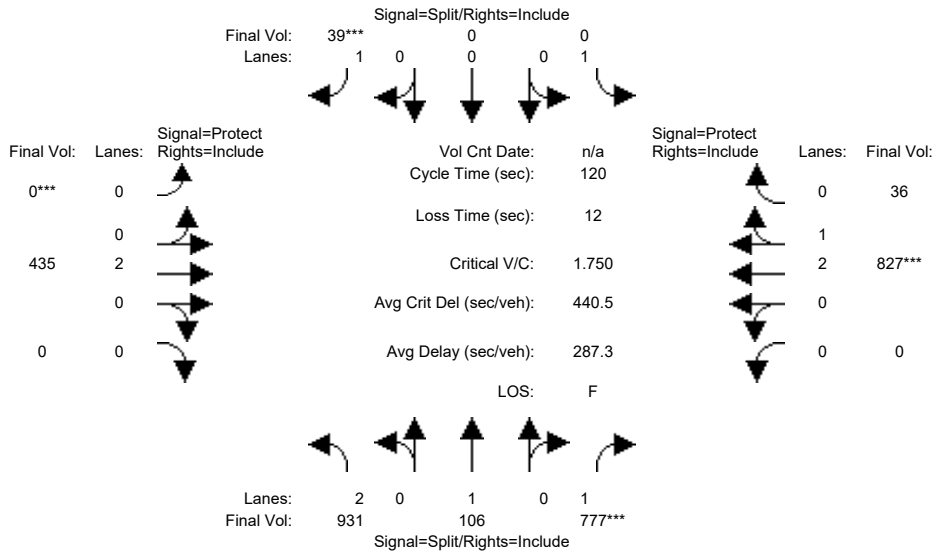 Signal=Split/Rights=Include
Final Vol: 39*** 0 0
Lanes: 1 0 0 0 1
Signal=Protect
Final Vol: Lanes: Rights=Include
Vol Cnt Date: n/a
Signal=Protect
Rights=Include Lanes: Final Vol:
Cycle Time (sec): 120
0*** 0
0 36
Loss Time (sec): 12
0
1
435 2
Critical V/C: 1.750
2 827***
0
Avg Crit Del (sec/veh): 440.5
0
0 0
Avg Delay (sec/veh): 287.3
0 0
LOS: F
Lanes: 2 0 1 0 1
Final Vol: 931 106 777***
Signal=Split/Rights=Include